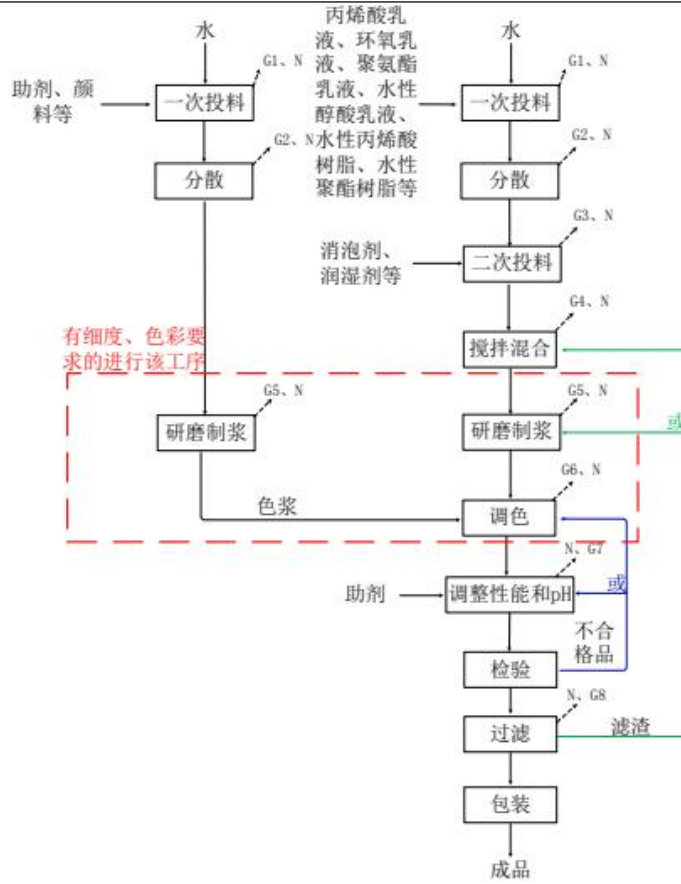 水
G1、N
助剂、颜
料等
一次投料
G2、N
分散
丙烯酸乳
液、环氧乳
液、聚氨酯
乳液、水性
醇酸乳液、
水性丙烯酸
树脂、水性
聚酯树脂等
水
G1、N
一次投料
G2、N
分散
G3、N
消泡剂、
润湿剂等
二次投料
G4、N
搅拌混合
有细度、色彩要
求的进行该工序
G5、N
研磨制浆
G5、N
研磨制浆
或
G6、N
色浆
调色
N、G7
助剂
调整性能和pH
或
不合
格品
检验
N、G8
过滤
滤渣
包装
成品